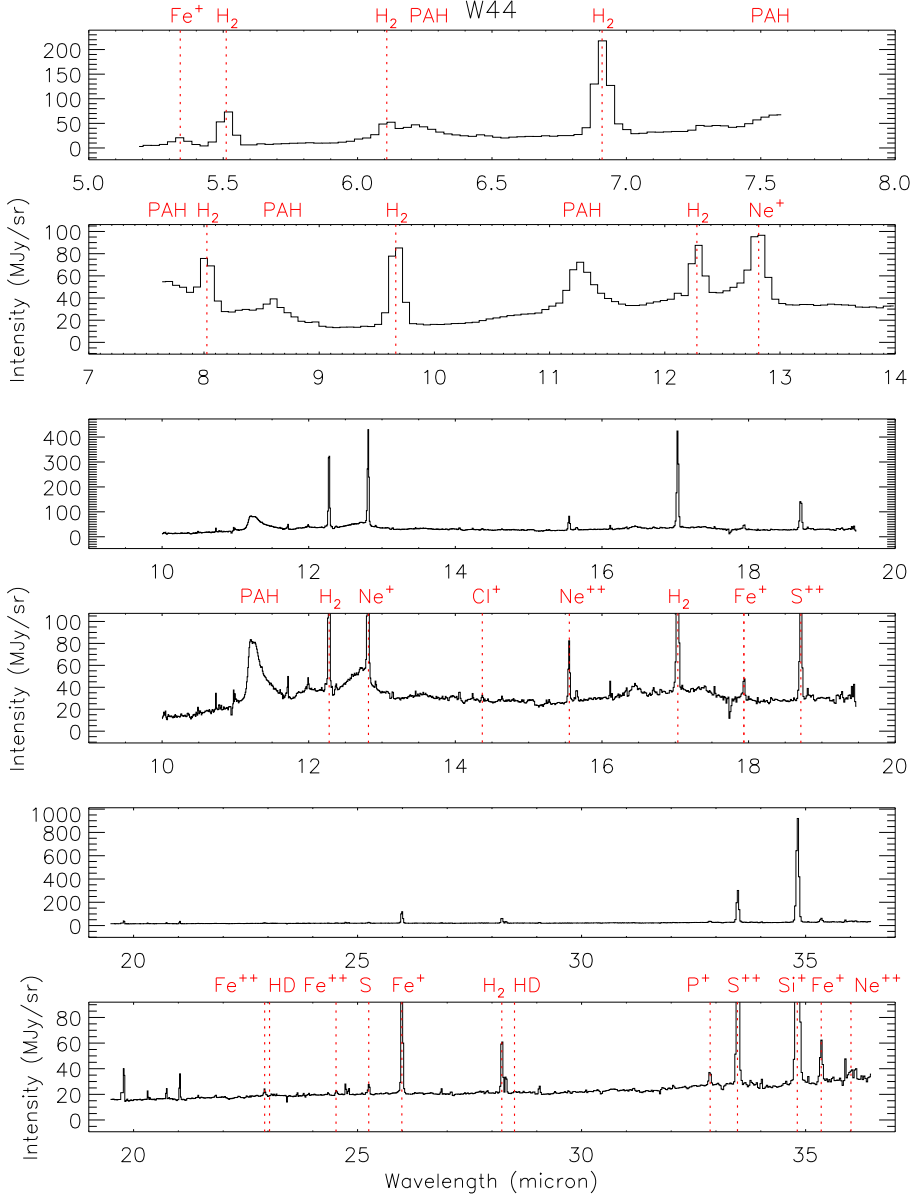 W44
Fe⁺ H₂ H₂ PAH H₂ PAH
200
150
100
50
0
5.0 5.5 6.0 6.5 7.0 7.5 8.0
PAH H₂ PAH H₂ PAH H₂ Ne⁺
Intensity (MJy/sr)
100
80
60
40
20
0
7 8 9 10 11 12 13 14
400
300
200
100
0
10 12 14 16 18 20
PAH H₂ Ne⁺ Cl⁺ Ne⁺⁺ H₂ Fe⁺ S⁺⁺
Intensity (MJy/sr)
100
80
60
40
20
0
10 12 14 16 18 20
1000
800
600
400
200
0
20 25 30 35
Fe⁺⁺ HD Fe⁺⁺ S Fe⁺ H₂ HD P⁺ S⁺⁺ Si⁺ Fe⁺ Ne⁺⁺
Intensity (MJy/sr)
80
60
40
20
0
20 25 30 35
Wavelength (micron)